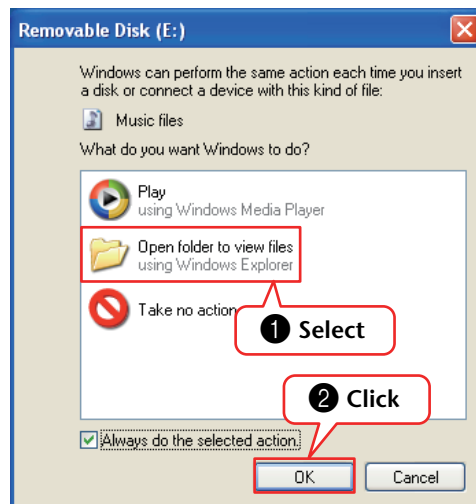 Removable Disk (E:)
Windows can perform the same action each time you insert
a disk or connect a device with this kind of file:
Music files
What do you want Windows to do?
Play
using Windows Media Player
Open folder to view files
using Windows Explorer
Take no action
❶ Select
❷ Click
Always do the selected action.
OK Cancel